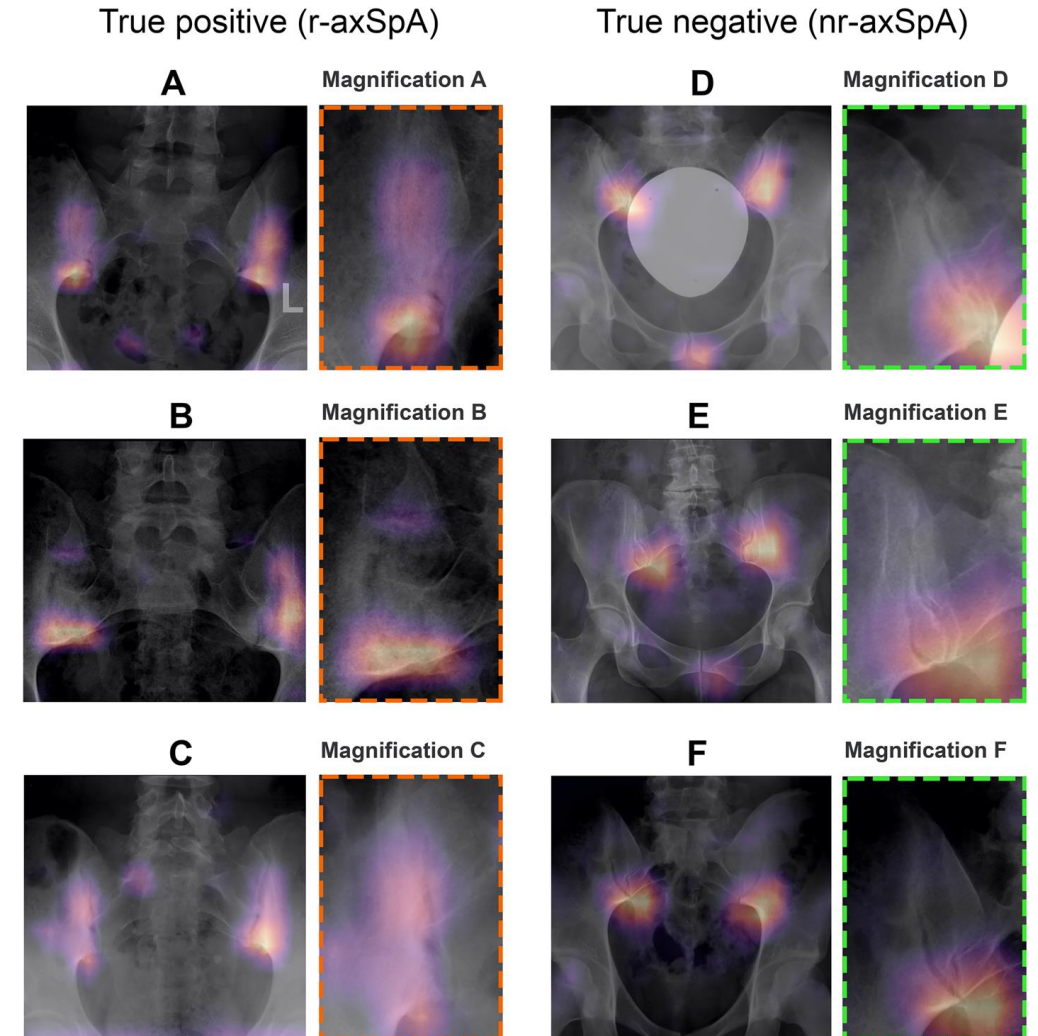 True positive (r-axSpA)
True negative (nr-axSpA)
A
Magnification A
D
Magnification D
L
B
Magnification B
E
Magnification E
C
Magnification C
F
Magnification F